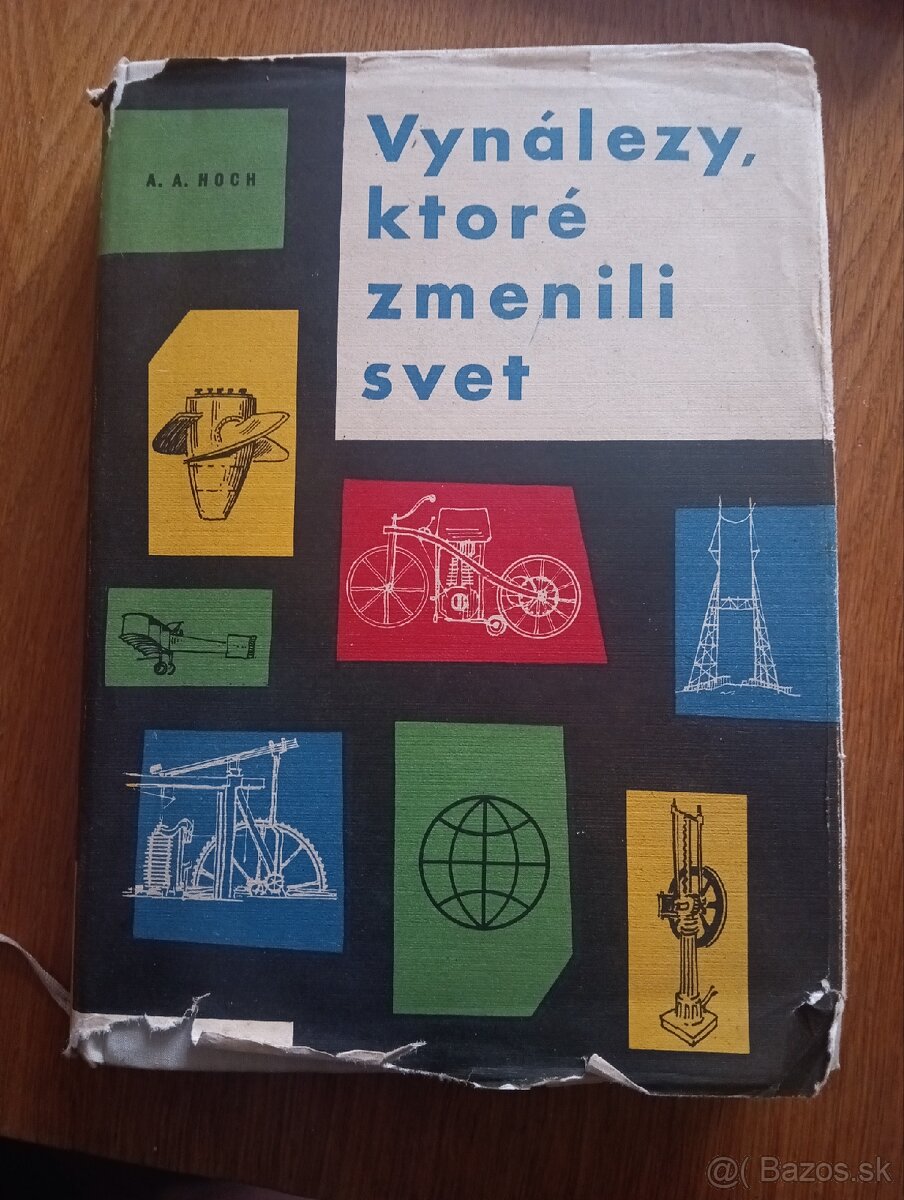 A. A. HOCH
Vynálezy,
ktoré
zmenili
svet
@( Bazos.sk